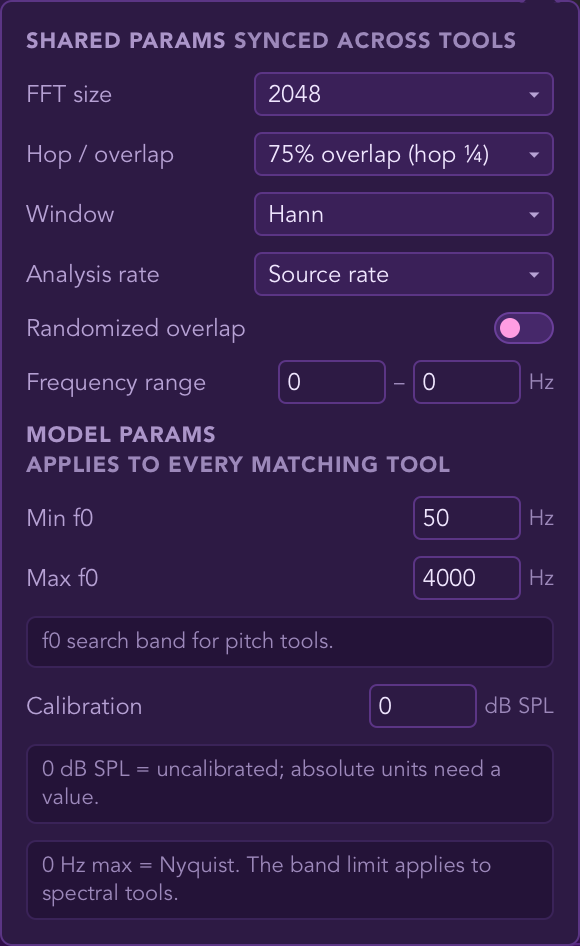 SHARED PARAMS SYNCED ACROSS TOOLS
FFT size 2048
Hop / overlap 75% overlap (hop ¼)
Window Hann
Analysis rate Source rate
Randomized overlap
Frequency range 0 – 0 Hz
MODEL PARAMS
APPLIES TO EVERY MATCHING TOOL
Min f0 50 Hz
Max f0 4000 Hz
f0 search band for pitch tools.
Calibration 0 dB SPL
0 dB SPL = uncalibrated; absolute units need a
value.
0 Hz max = Nyquist. The band limit applies to
spectral tools.